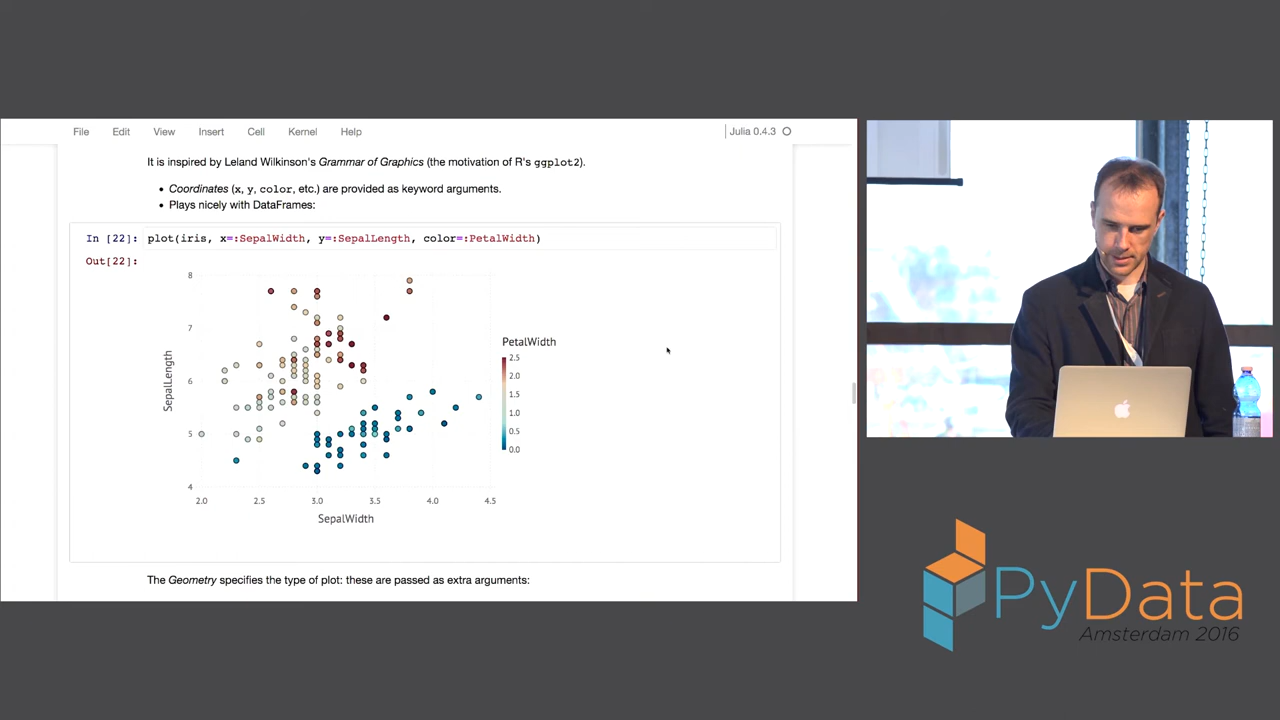 File Edit View Insert Cell Kernel Help
Julia 0.4.3
It is inspired by Leland Wilkinson's Grammar of Graphics (the motivation of R's ggplot2).
• Coordinates (x, y, color, etc.) are provided as keyword arguments.
• Plays nicely with DataFrames:
In [22]: plot(iris, x=:SepalWidth, y=:SepalLength, color=:PetalWidth)
Out[22]:
8
7
6
5
4
SepalLength
2.0 2.5 3.0 3.5 4.0 4.5
SepalWidth
PetalWidth
2.5
2.0
1.5
1.0
0.5
0.0
The Geometry specifies the type of plot: these are passed as extra arguments:
PyData
Amsterdam 2016